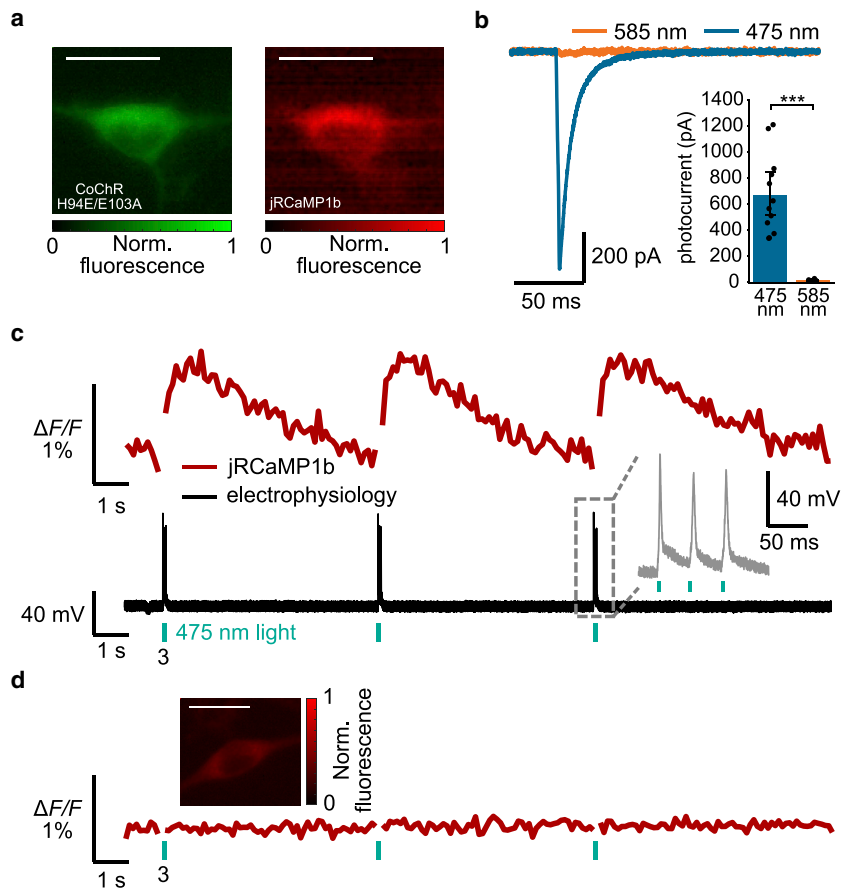 a
CoChR
H94E/E103A
0 1
Norm.
fluorescence
jRCaMP1b
0 1
Norm.
fluorescence
b
585 nm 475 nm
200 pA
50 ms
photocurrent (pA)
1400
1200
1000
800
600
400
200
0
***
475
nm
585
nm
c
ΔF/F
1%
1 s
jRCaMP1b
electrophysiology
40 mV
50 ms
40 mV
1 s
475 nm light
3
d
1
0
Norm.
fluorescence
ΔF/F
1%
1 s
3